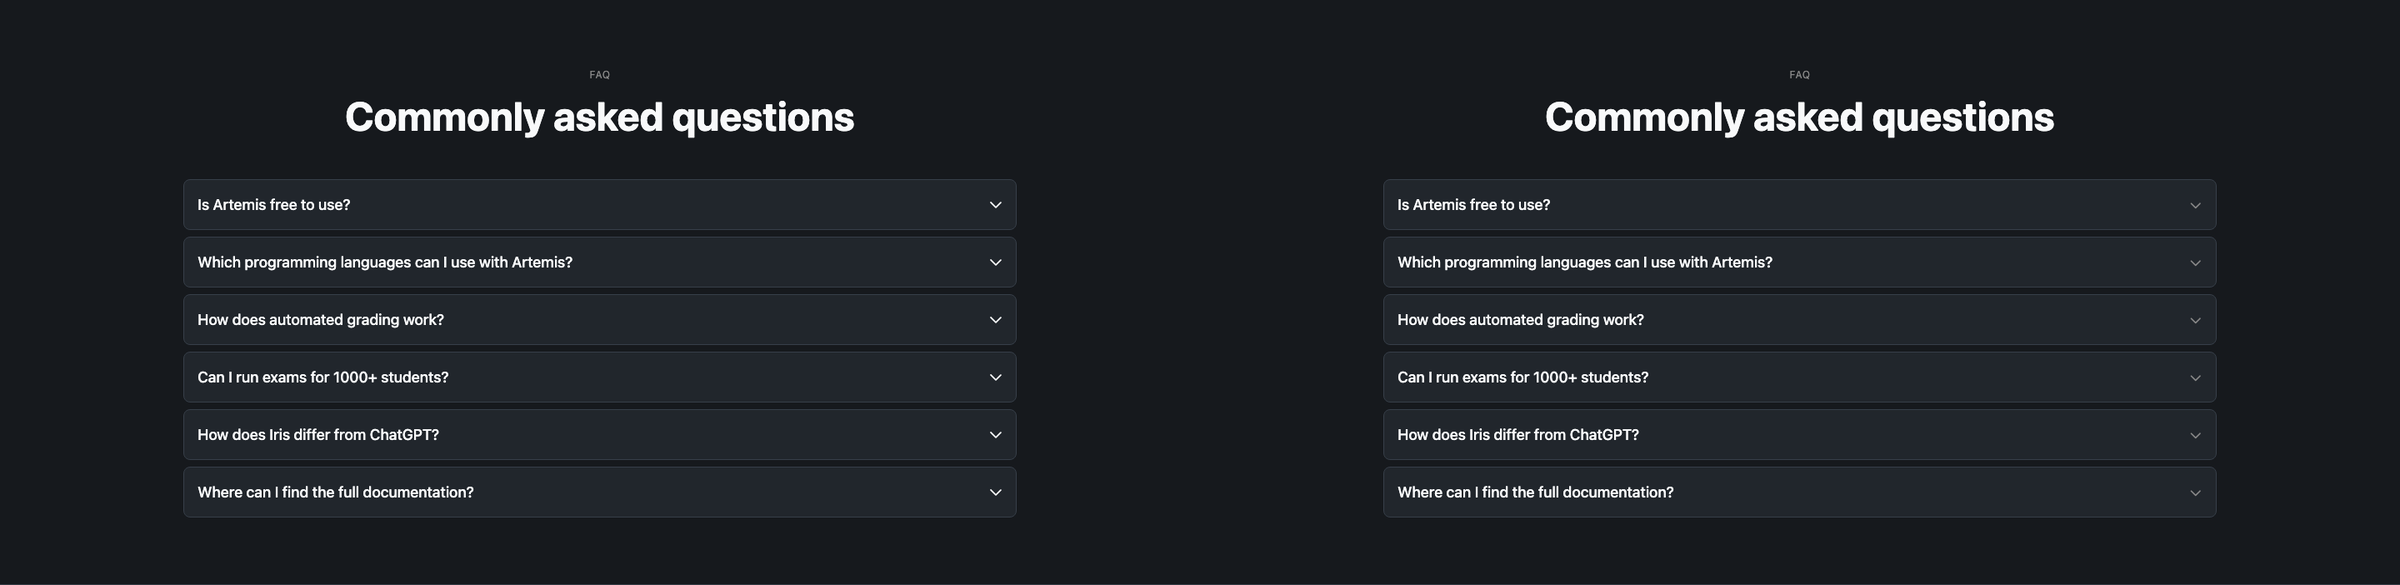 FAQ
Commonly asked questions
Is Artemis free to use?
Which programming languages can I use with Artemis?
How does automated grading work?
Can I run exams for 1000+ students?
How does Iris differ from ChatGPT?
Where can I find the full documentation?
FAQ
Commonly asked questions
Is Artemis free to use?
Which programming languages can I use with Artemis?
How does automated grading work?
Can I run exams for 1000+ students?
How does Iris differ from ChatGPT?
Where can I find the full documentation?